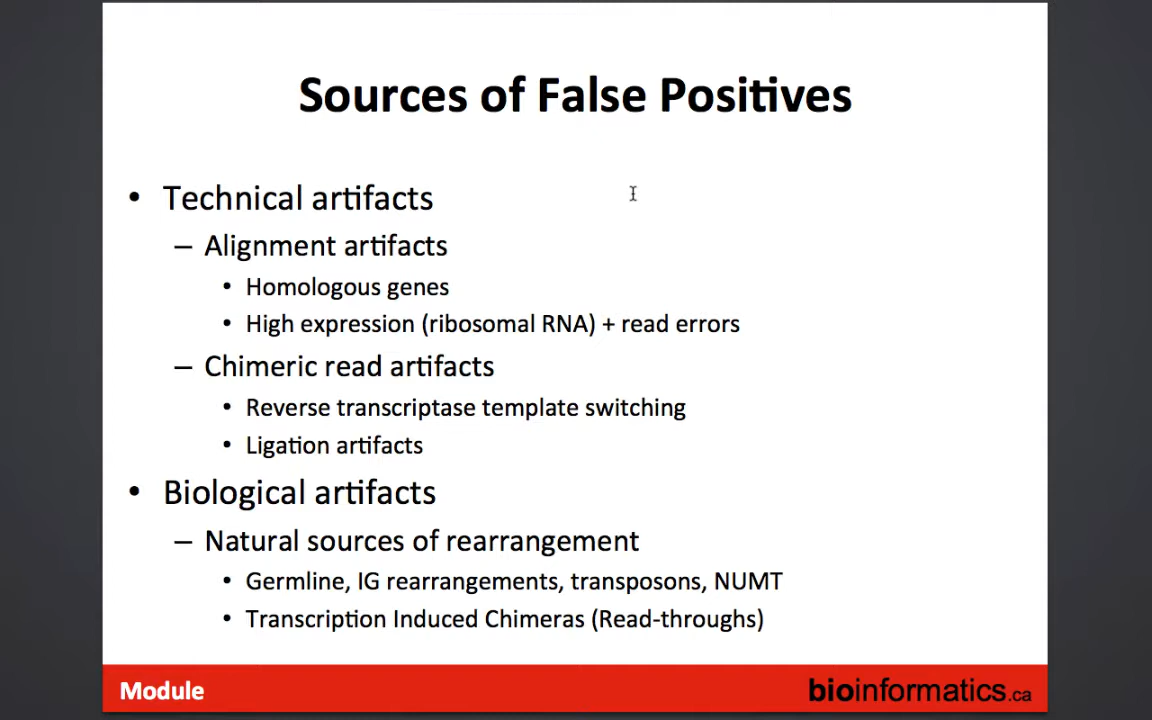 Sources of False Positives
• Technical artifacts
– Alignment artifacts
• Homologous genes
• High expression (ribosomal RNA) + read errors
– Chimeric read artifacts
• Reverse transcriptase template switching
• Ligation artifacts
• Biological artifacts
– Natural sources of rearrangement
• Germline, IG rearrangements, transposons, NUMT
• Transcription Induced Chimeras (Read-throughs)
Module
bioinformatics.ca